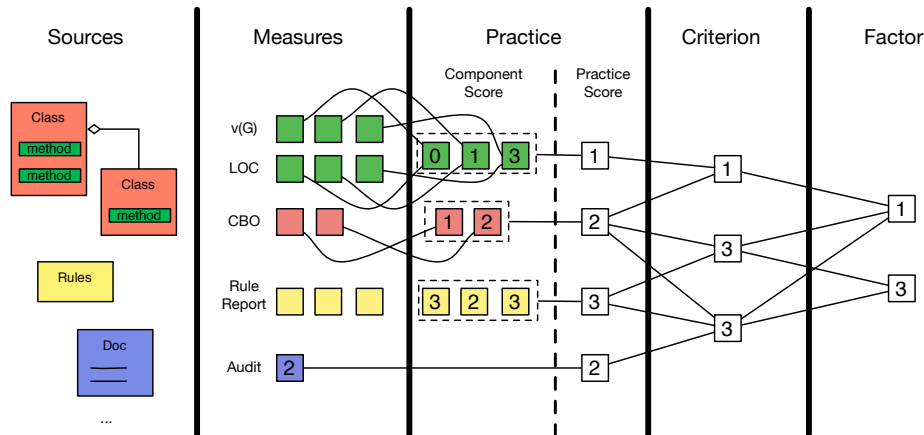 Sources
Measures
Practice
Criterion
Factor
Component
Score
Practice
Score
Class
method
method
Class
method
Rules
Doc
...
v(G)
LOC
0 1 3
1
CBO
1 2
2
Rule
Report
3 2 3
3
Audit
2
2
1
3
3
1
3